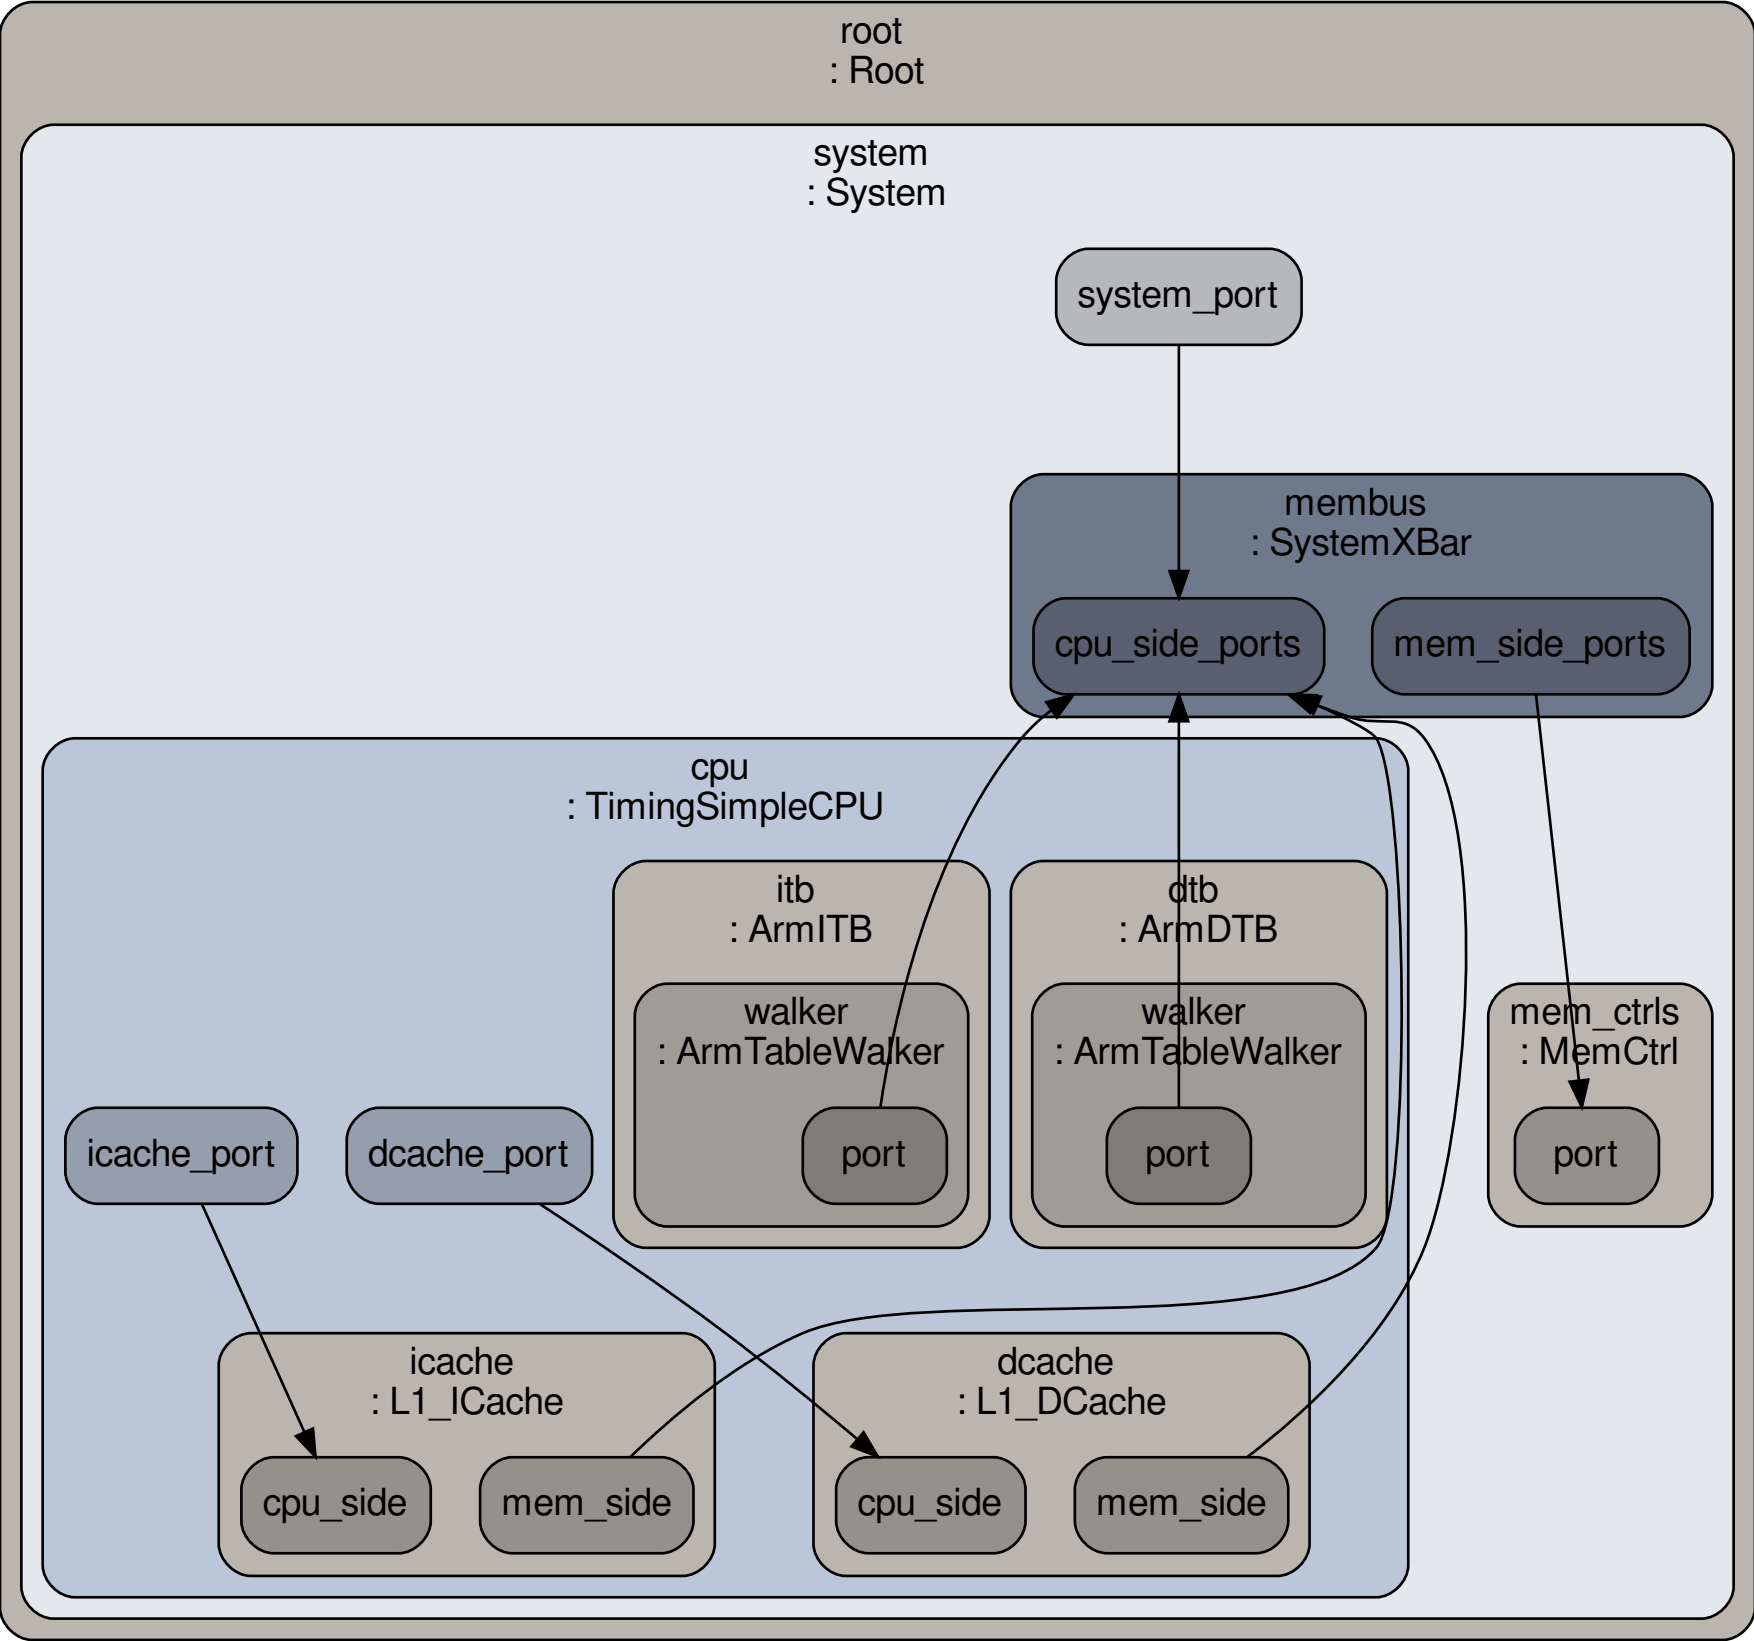 root
: Root
system
: System
system_port
membus
: SystemXBar
cpu_side_ports
mem_side_ports
cpu
: TimingSimpleCPU
itb
: ArmITB
dtb
: ArmDTB
walker
: ArmTableWalker
walker
: ArmTableWalker
mem_ctrls
: MemCtrl
icache_port
dcache_port
port
port
port
icache
: L1_ICache
dcache
: L1_DCache
cpu_side
mem_side
cpu_side
mem_side